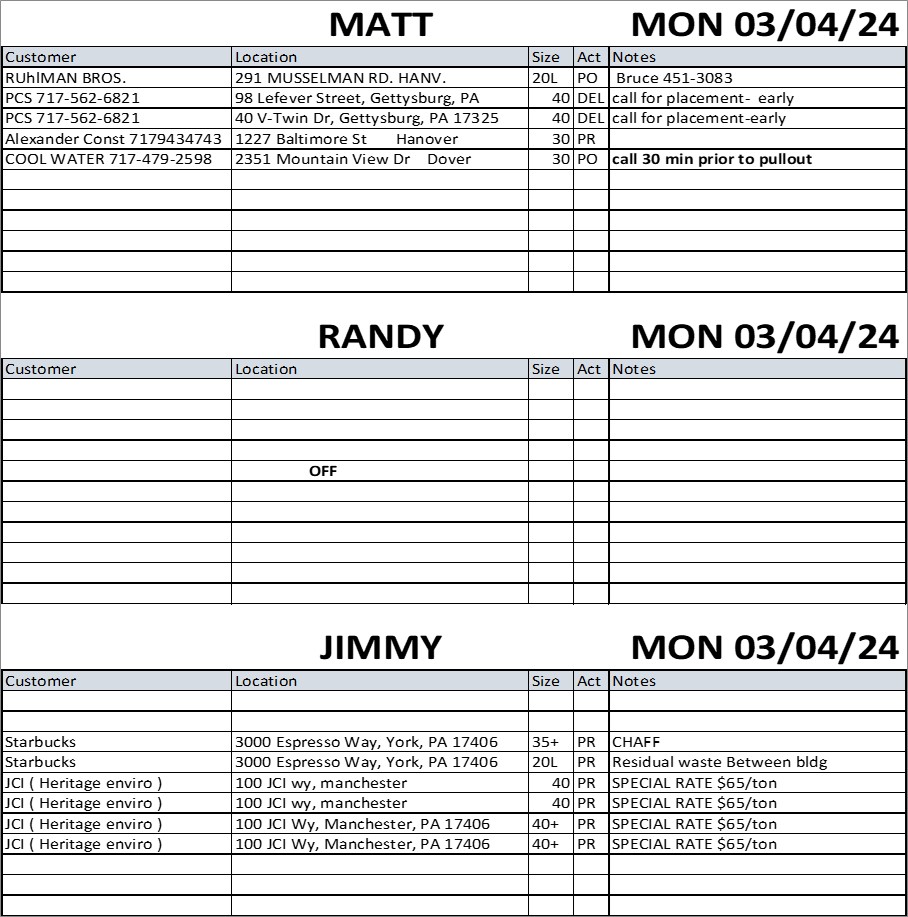 MATT MON 03/04/24
Customer Location Size Act Notes
RUhlMAN BROS. 291 MUSSELMAN RD. HANV. 20L PO Bruce 451-3083
PCS 717-562-6821 98 Lefever Street, Gettysburg, PA 40 DEL call for placement- early
PCS 717-562-6821 40 V-Twin Dr, Gettysburg, PA 17325 40 DEL call for placement-early
Alexander Const 7179434743 1227 Baltimore St Hanover 30 PR
COOL WATER 717-479-2598 2351 Mountain View Dr Dover 30 PO call 30 min prior to pullout
RANDY MON 03/04/24
Customer Location Size Act Notes
OFF
JIMMY MON 03/04/24
Customer Location Size Act Notes
Starbucks 3000 Espresso Way, York, PA 17406 35+ PR CHAFF
Starbucks 3000 Espresso Way, York, PA 17406 20L PR Residual waste Between bldg
JCI ( Heritage enviro ) 100 JCI wy, manchester 40 PR SPECIAL RATE $65/ton
JCI ( Heritage enviro ) 100 JCI wy, manchester 40 PR SPECIAL RATE $65/ton
JCI ( Heritage enviro ) 100 JCI Wy, Manchester, PA 17406 40+ PR SPECIAL RATE $65/ton
JCI ( Heritage enviro ) 100 JCI Wy, Manchester, PA 17406 40+ PR SPECIAL RATE $65/ton